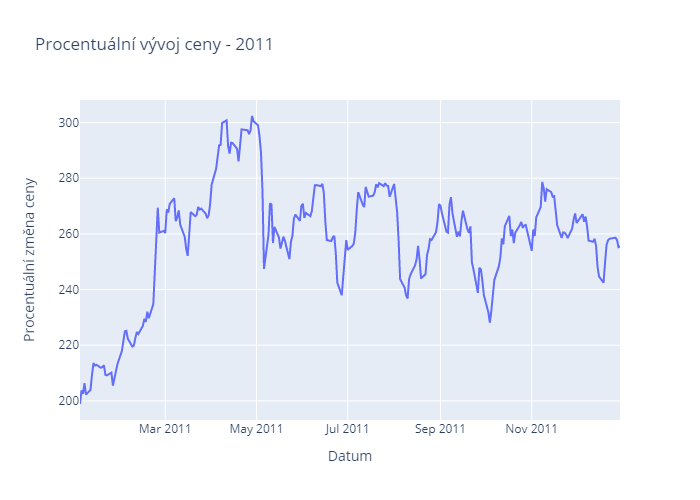 Procentuální vývoj ceny - 2011
Procentuální změna ceny
300
280
260
240
220
200
Mar 2011
May 2011
Jul 2011
Sep 2011
Nov 2011
Datum